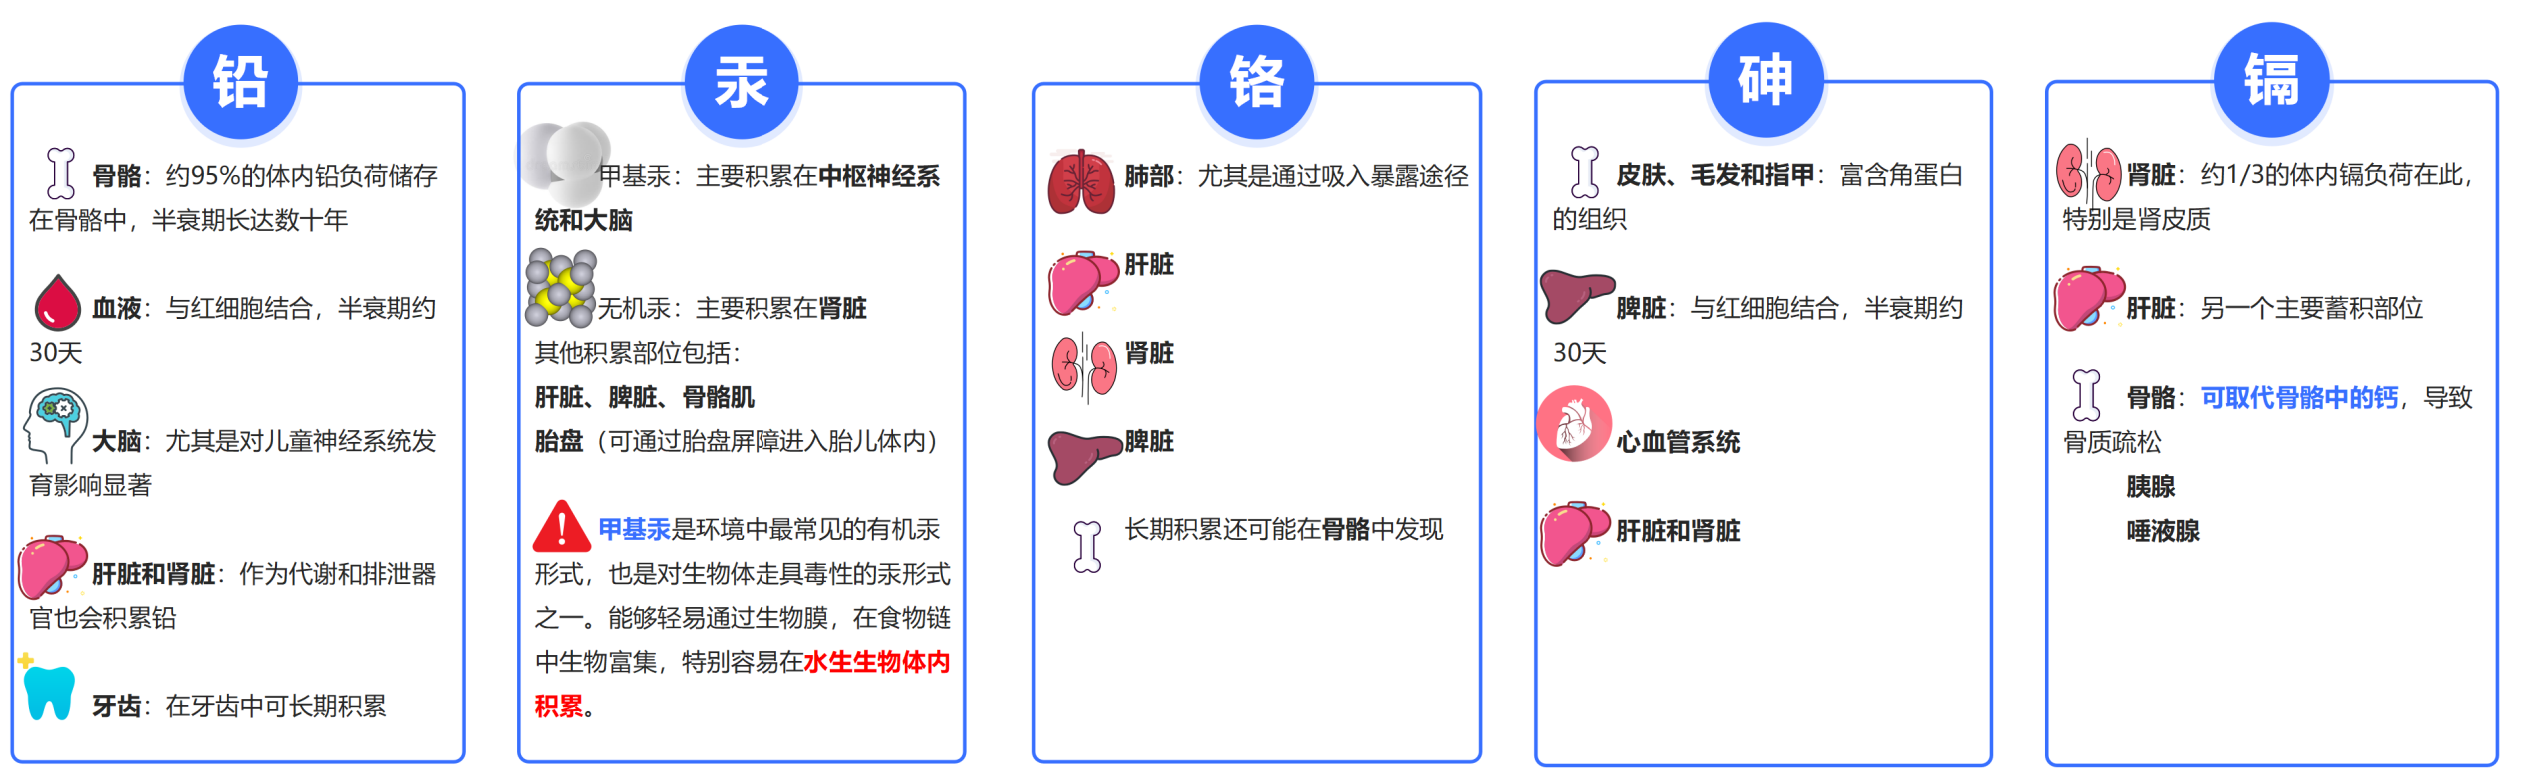 铅
骨骼：约95%的体内铅负荷储存
在骨骼中，半衰期长达数十年
血液：与红细胞结合，半衰期约
30天
大脑：尤其是对儿童神经系统发
育影响显著
肝脏和肾脏：作为代谢和排泄器
官也会积累铅
牙齿：在牙齿中可长期积累
汞
甲基汞：主要积累在中枢神经系
统和大脑
无机汞：主要积累在肾脏
其他积累部位包括：
肝脏、脾脏、骨骼肌
胎盘（可通过胎盘屏障进入胎儿体内）
甲基汞是环境中最常见的有机汞
形式，也是对生物体走具毒性的汞形式
之一。能够轻易通过生物膜，在食物链
中生物富集，特别容易在水生生物体内
积累。
铬
肺部：尤其是通过吸入暴露途径
肝脏
肾脏
脾脏
长期积累还可能在骨骼中发现
砷
皮肤、毛发和指甲：富含角蛋白
的组织
脾脏：与红细胞结合，半衰期约
30天
心血管系统
肝脏和肾脏
镉
肾脏：约1/3的体内镉负荷在此，
特别是肾皮质
肝脏：另一个主要蓄积部位
骨骼：可取代骨骼中的钙，导致
骨质疏松
胰腺
唾液腺